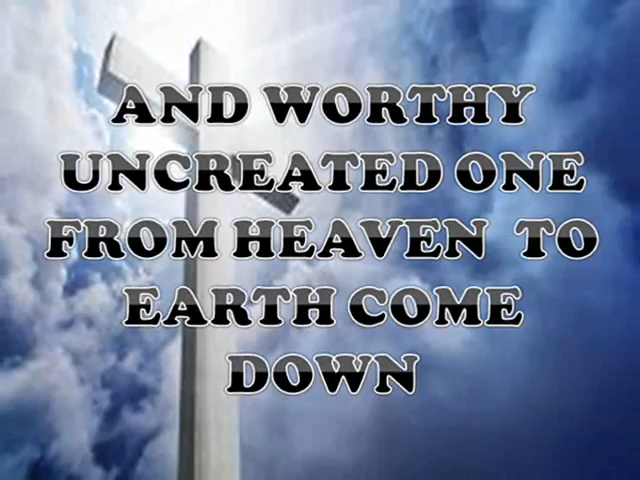 AND WORTHY
UNCREATED ONE
FROM HEAVEN TO
EARTH COME
DOWN